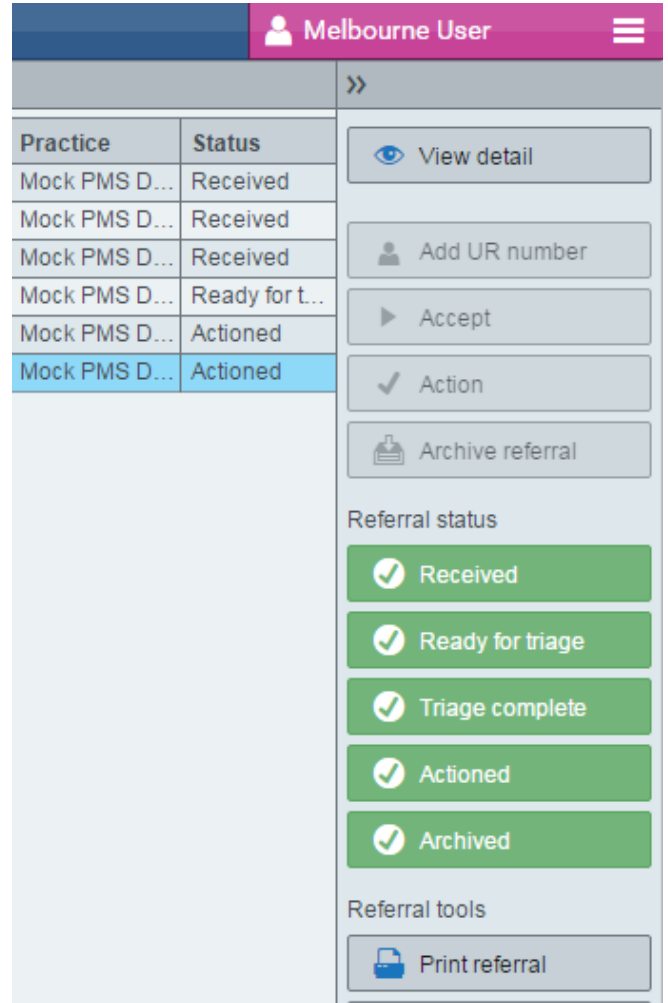 Melbourne User
»
Practice Status
Mock PMS D... Received
Mock PMS D... Received
Mock PMS D... Received
Mock PMS D... Ready for t...
Mock PMS D... Actioned
Mock PMS D... Actioned
View detail
Add UR number
Accept
Action
Archive referral
Referral status
Received
Ready for triage
Triage complete
Actioned
Archived
Referral tools
Print referral